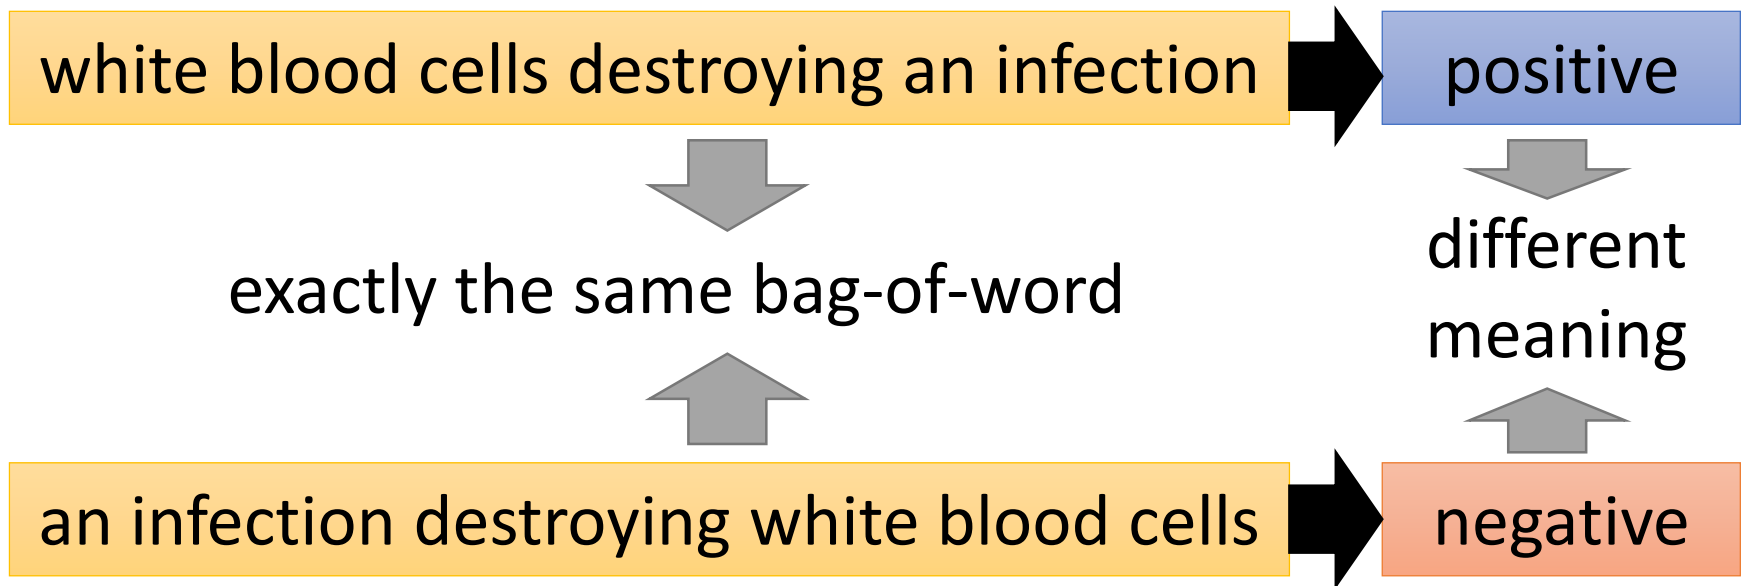 white blood cells destroying an infection
positive
exactly the same bag-of-word
different
meaning
an infection destroying white blood cells
negative